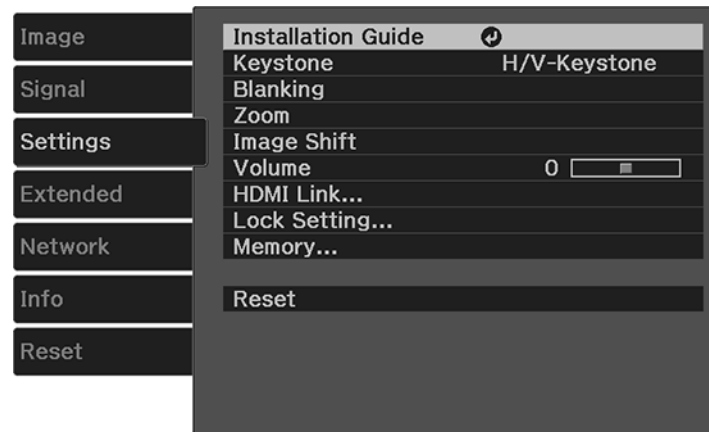 Image
Signal
Settings
Extended
Network
Info
Reset
Installation Guide
Keystone H/V-Keystone
Blanking
Zoom
Image Shift
Volume 0
HDMI Link...
Lock Setting...
Memory...
Reset